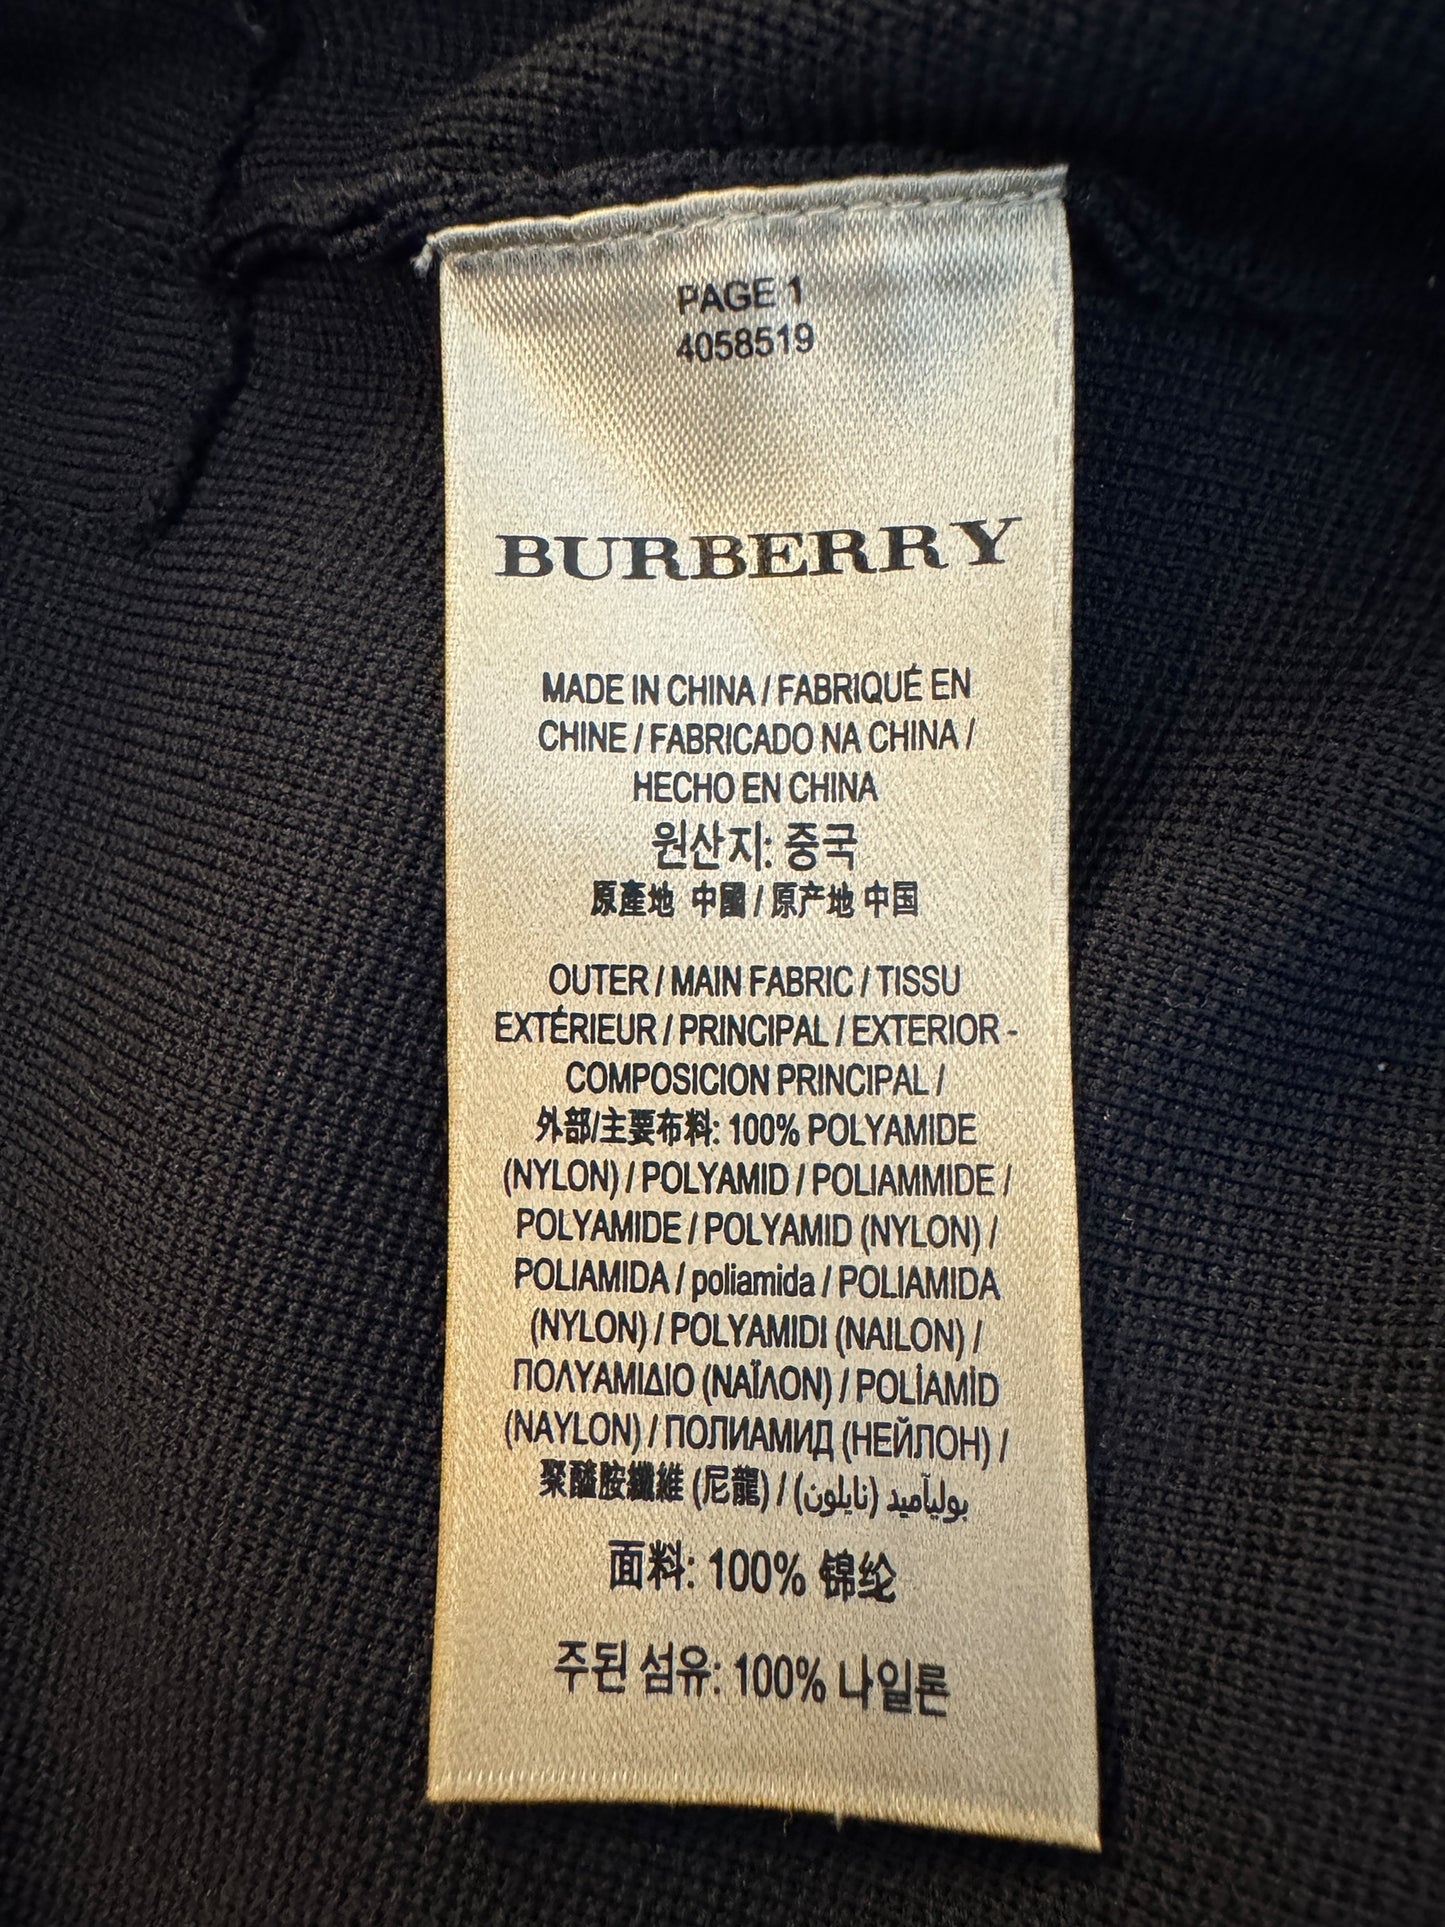 PAGE 1
4058519
BURBERRY
MADE IN CHINA / FABRIQUÉ EN
CHINE / FABRICADO NA CHINA /
HECHO EN CHINA
원산지: 중국
原產地 中國 / 原产地 中国
OUTER / MAIN FABRIC / TISSU
EXTÉRIEUR / PRINCIPAL / EXTERIOR -
COMPOSICION PRINCIPAL /
外部/主要布料: 100% POLYAMIDE
(NYLON) / POLYAMID / POLIAMMIDE /
POLYAMIDE / POLYAMID (NYLON) /
POLIAMIDA / poliamida / POLIAMIDA
(NYLON) / POLYAMIDI (NAILON) /
ΠΟΛΥΑΜΙΔΙΟ (ΝΑΪΛΟΝ) / POLİAMİD
(NAYLON) / ПОЛИАМИД (НЕЙЛОН) /
聚醯胺纖維 (尼龍) / بولياميد (نايلون)
面料: 100% 锦纶
주된 섬유: 100% 나일론